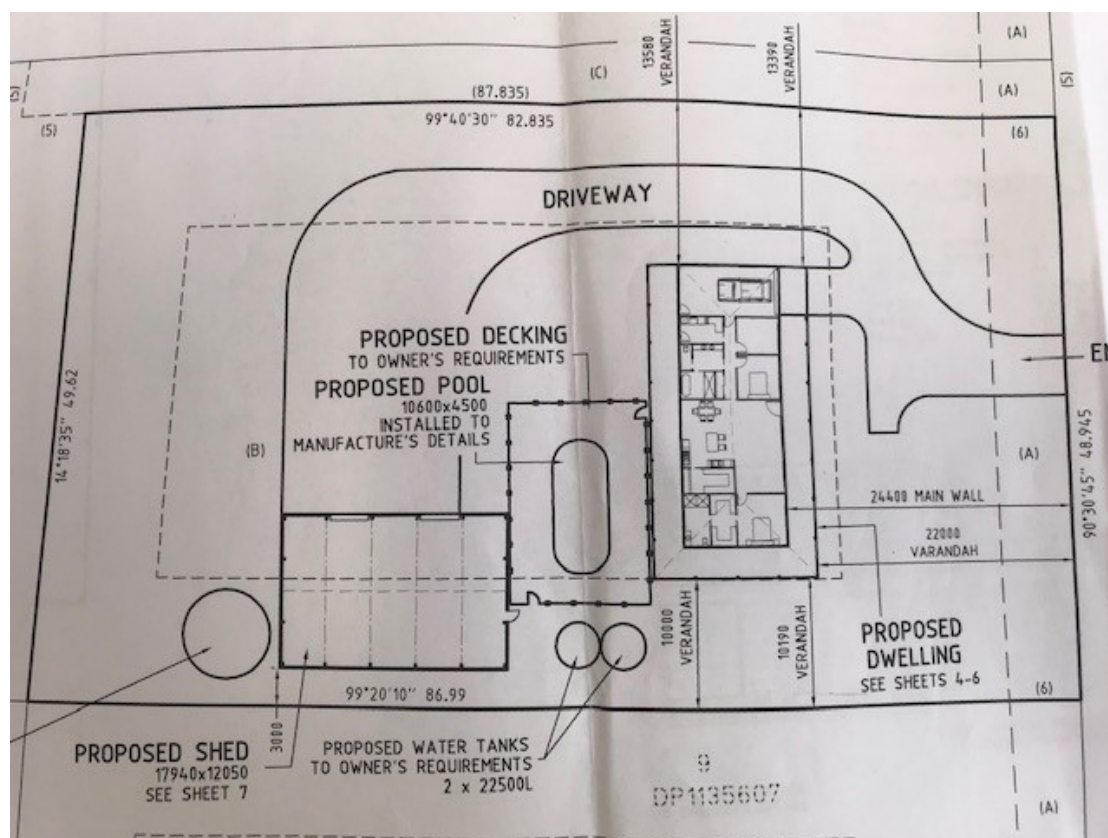 13580
VERANDAH
13390
VERANDAH
(A)
(C)
(A)
(S)
(S)
(87.835)
99°40'30" 82.835
(6)
DRIVEWAY
PROPOSED DECKING
TO OWNER'S REQUIREMENTS
PROPOSED POOL
10600x4500
INSTALLED TO
MANUFACTURE'S DETAILS
14°18'35" 49.62
(B)
(A)
90°30'45" 48.945
24400 MAIN WALL
22000
VARANDAH
10000
VERANDAH
10190
VERANDAH
PROPOSED
DWELLING
SEE SHEETS 4-6
99°20'10" 86.99
(6)
3000
PROPOSED SHED
17940x12050
SEE SHEET 7
PROPOSED WATER TANKS
TO OWNER'S REQUIREMENTS
2 x 22500L
9
DP1135607
(A)